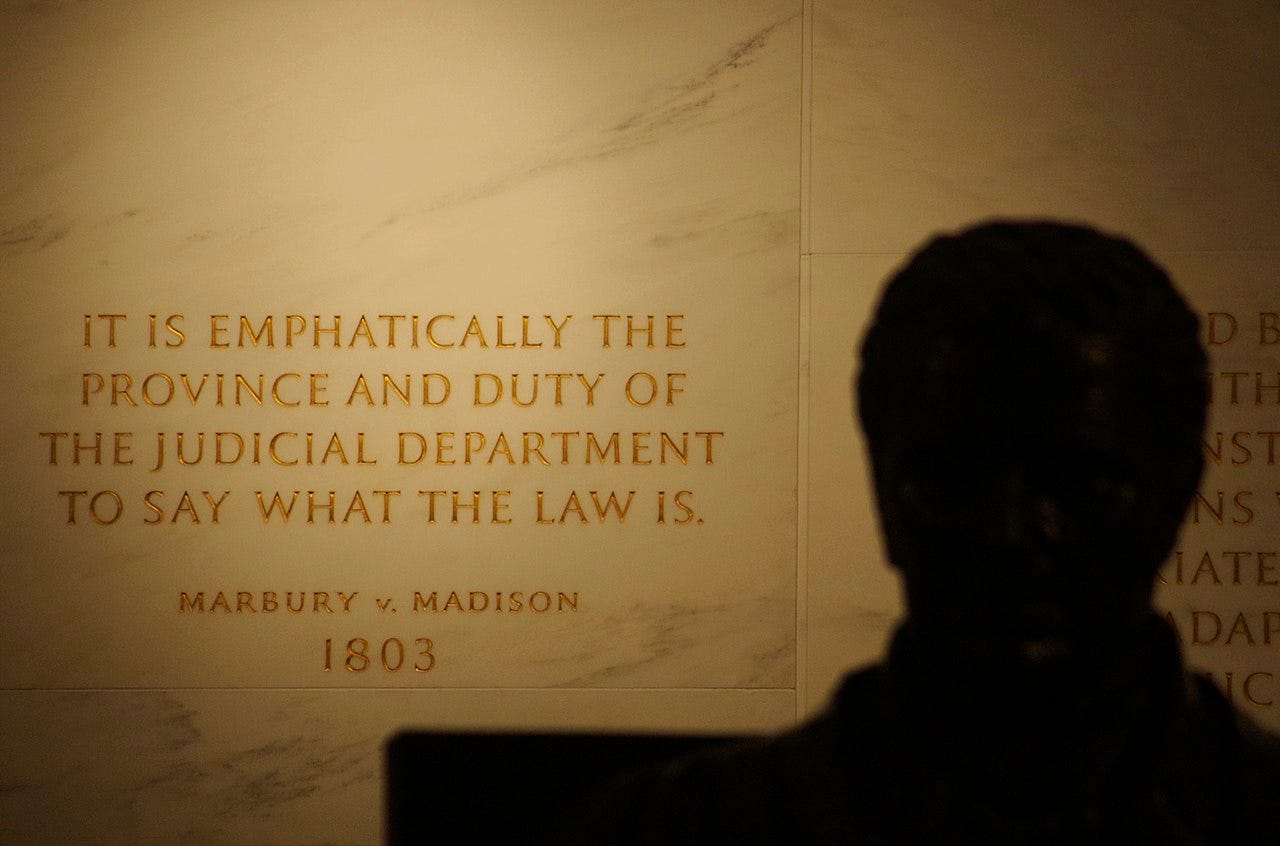 IT IS EMPHATICALLY THE
PROVINCE AND DUTY OF
THE JUDICIAL DEPARTMENT
TO SAY WHAT THE LAW IS.
MARBURY v. MADISON
1803